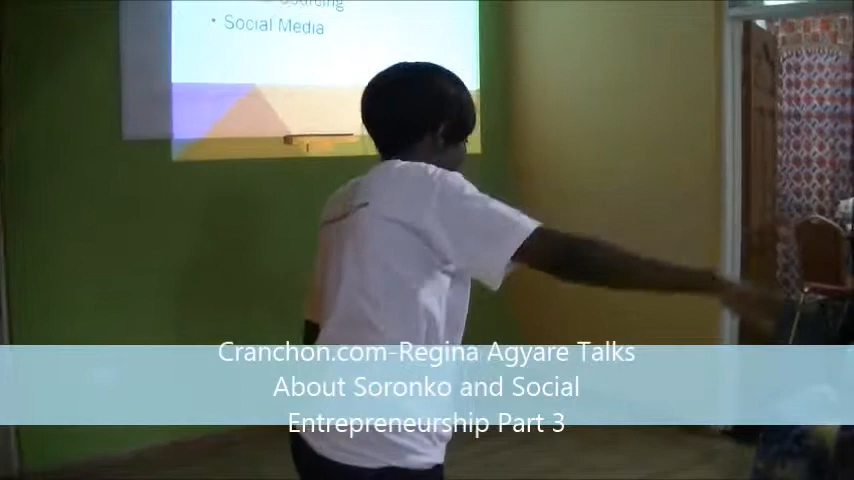 • Social Media
Cranchon.com-Regina Agyare Talks
About Soronko and Social
Entrepreneurship Part 3